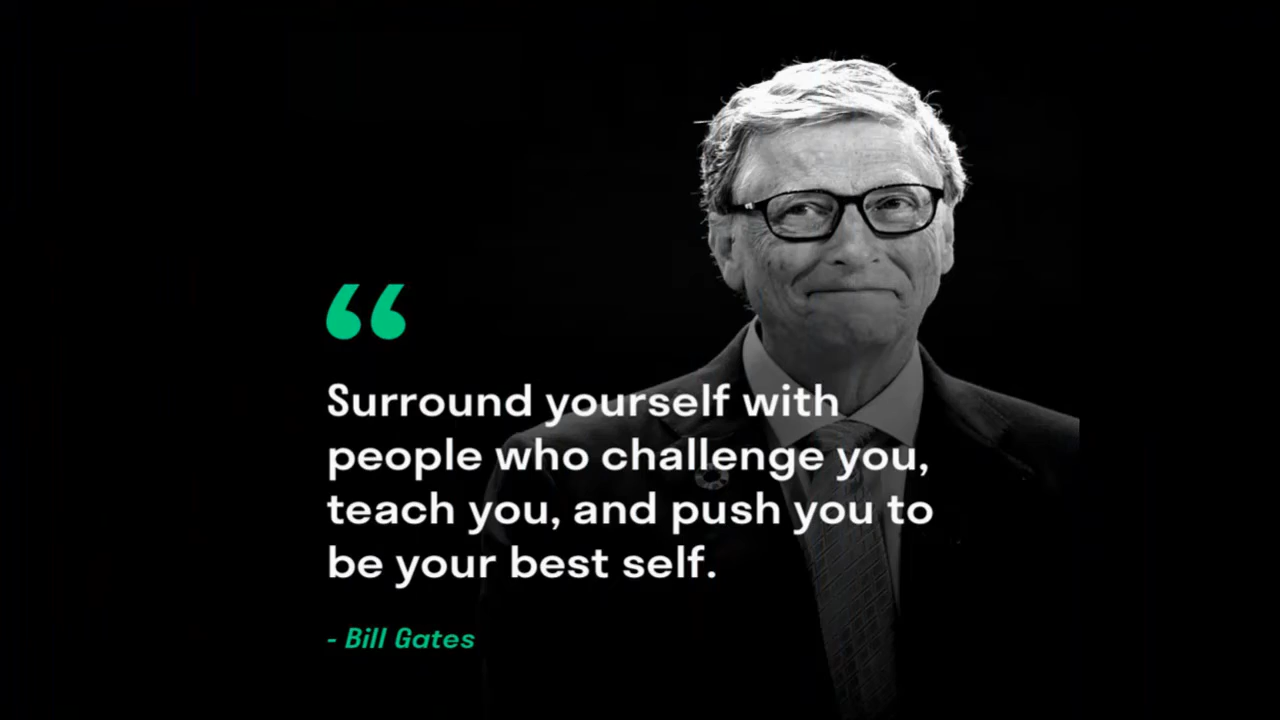 “
Surround yourself with
people who challenge you,
teach you, and push you to
be your best self.
- Bill Gates